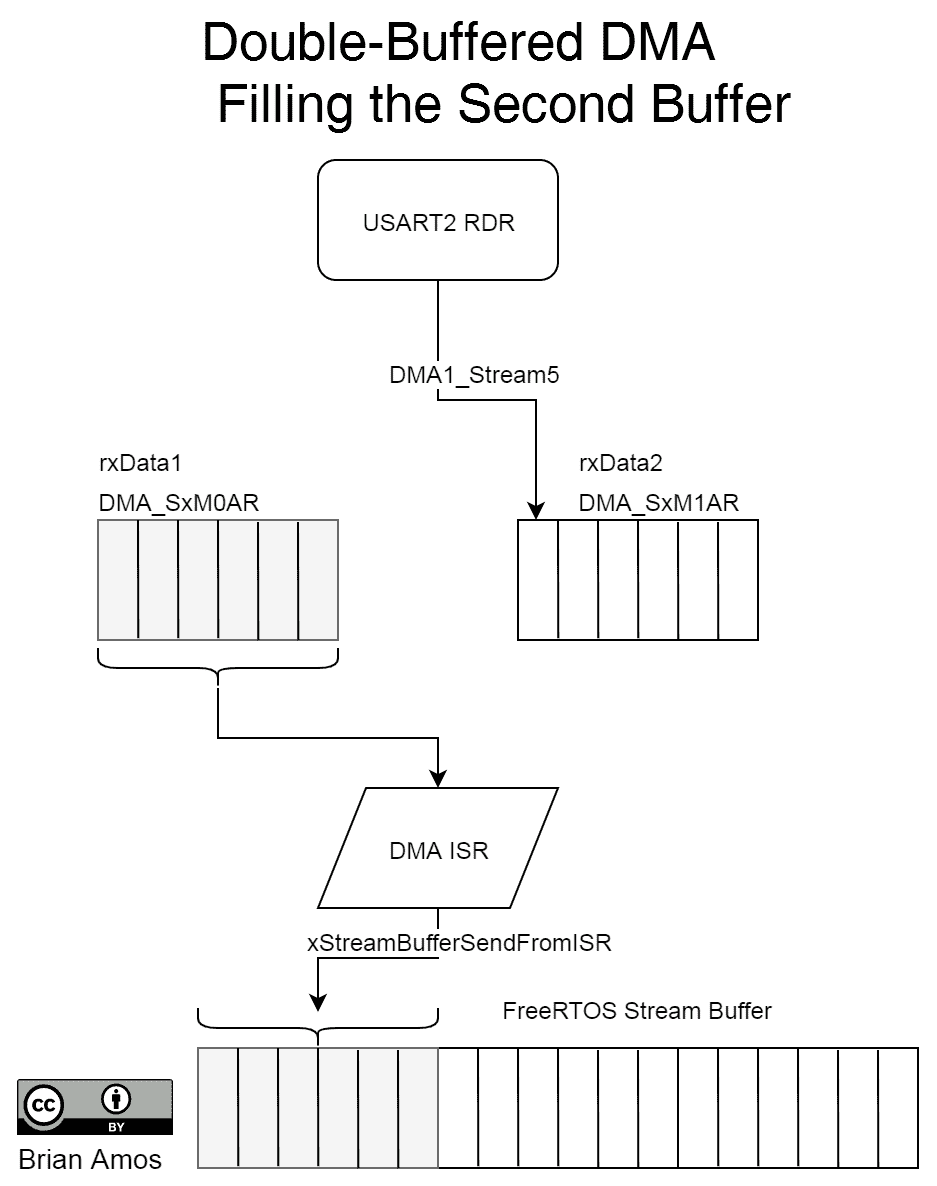 Double-Buffered DMA
Filling the Second Buffer
USART2 RDR
DMA1_Stream5
rxData1
DMA_SxM0AR
rxData2
DMA_SxM1AR
DMA ISR
xStreamBufferSendFromISR
FreeRTOS Stream Buffer
cc
BY
Brian Amos